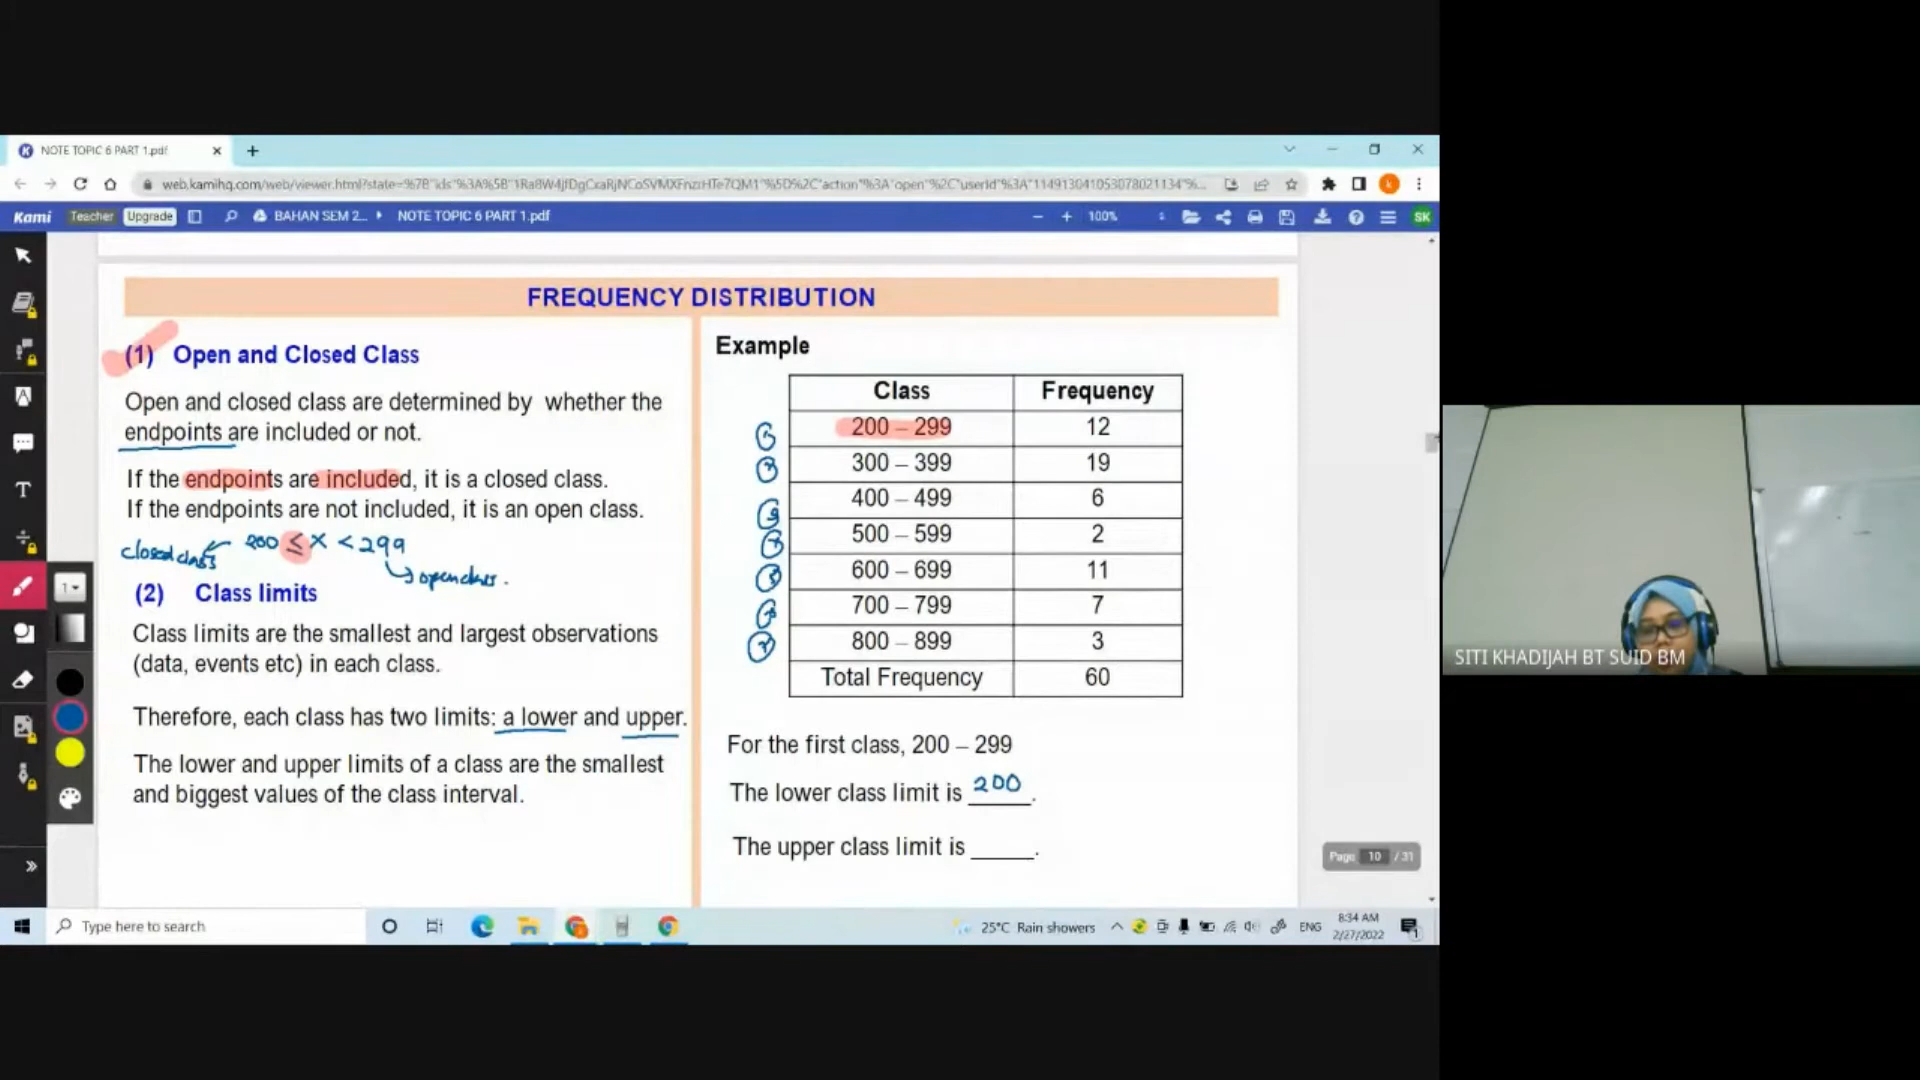 NOTE TOPIC 6 PART 1.pdf
Kami Teacher Upgrade BAHAN SEM 2... NOTE TOPIC 6 PART 1.pdf 100% SK
FREQUENCY DISTRIBUTION
(1) Open and Closed Class
Open and closed class are determined by whether the
endpoints are included or not.
If the endpoints are included, it is a closed class.
If the endpoints are not included, it is an open class.
closed class 200 ≤ x < 299
open class.
(2) Class limits
Class limits are the smallest and largest observations
(data, events etc) in each class.
Therefore, each class has two limits: a lower and upper.
The lower and upper limits of a class are the smallest
and biggest values of the class interval.
Example
Class Frequency
200 – 299 12
300 – 399 19
400 – 499 6
500 – 599 2
600 – 699 11
700 – 799 7
800 – 899 3
Total Frequency 60
For the first class, 200 – 299
The lower class limit is 200.
The upper class limit is _____.
Page 10 / 31
SITI KHADIJAH BT SUID BM
Type here to search
25°C Rain showers ENG
8:34 AM
2/27/2022